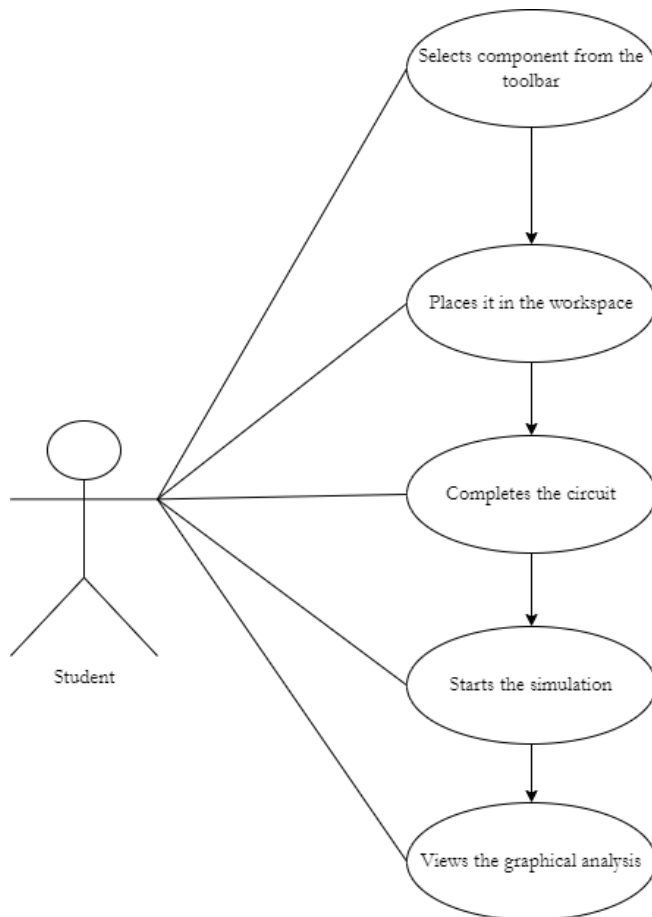 Selects component from the
toolbar
Places it in the workspace
Completes the circuit
Starts the simulation
Student
Views the graphical analysis